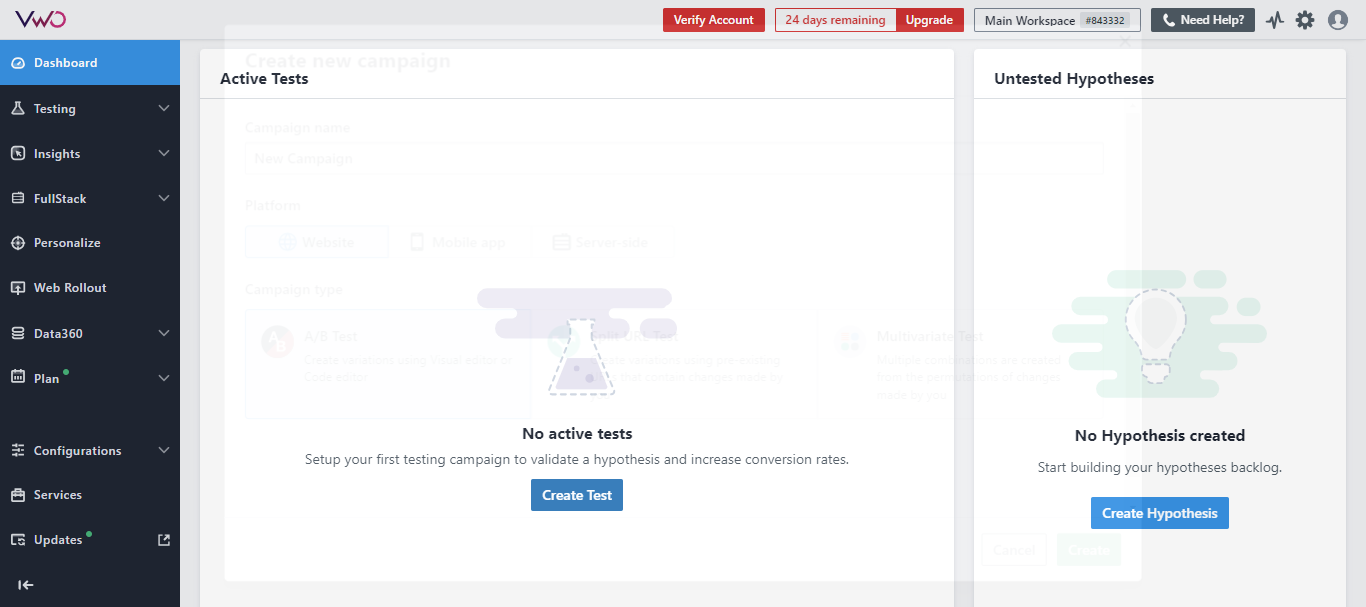 VWO
Verify Account
24 days remaining
Upgrade
Main Workspace #843332
Need Help?
Dashboard
Testing
Insights
FullStack
Personalize
Web Rollout
Data360
Plan
Configurations
Services
Updates
Create new campaign
Active Tests
Campaign name
New Campaign
Platform
Website
Mobile app
Server-side
Campaign type
A/B Test
Create variations using Visual editor or
Code editor
Split URL Test
variations using pre-existing
that contain changes made by
Multivariate Test
Multiple combinations are created
from the permutations of changes
made by you
No active tests
Setup your first testing campaign to validate a hypothesis and increase conversion rates.
Create Test
Untested Hypotheses
No Hypothesis created
Start building your hypotheses backlog.
Create Hypothesis
Cancel
Create